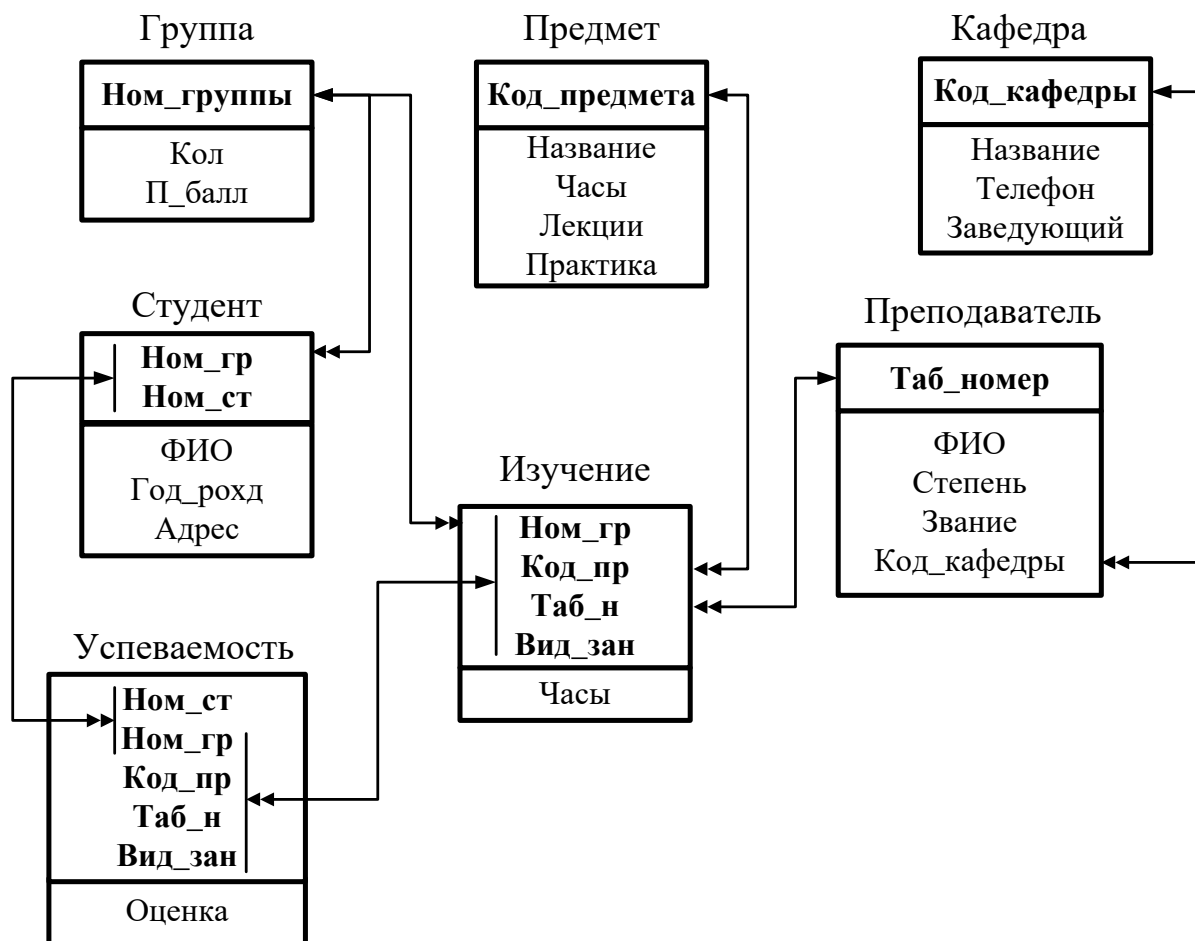 Группа
Ном_группы
Кол
П_балл
Предмет
Код_предмета
Название
Часы
Лекции
Практика
Кафедра
Код_кафедры
Название
Телефон
Заведующий
Студент
Ном_гр
Ном_ст
ФИО
Год_рохд
Адрес
Преподаватель
Таб_номер
ФИО
Степень
Звание
Код_кафедры
Изучение
Ном_гр
Код_пр
Таб_н
Вид_зан
Часы
Успеваемость
Ном_ст
Ном_гр
Код_пр
Таб_н
Вид_зан
Оценка